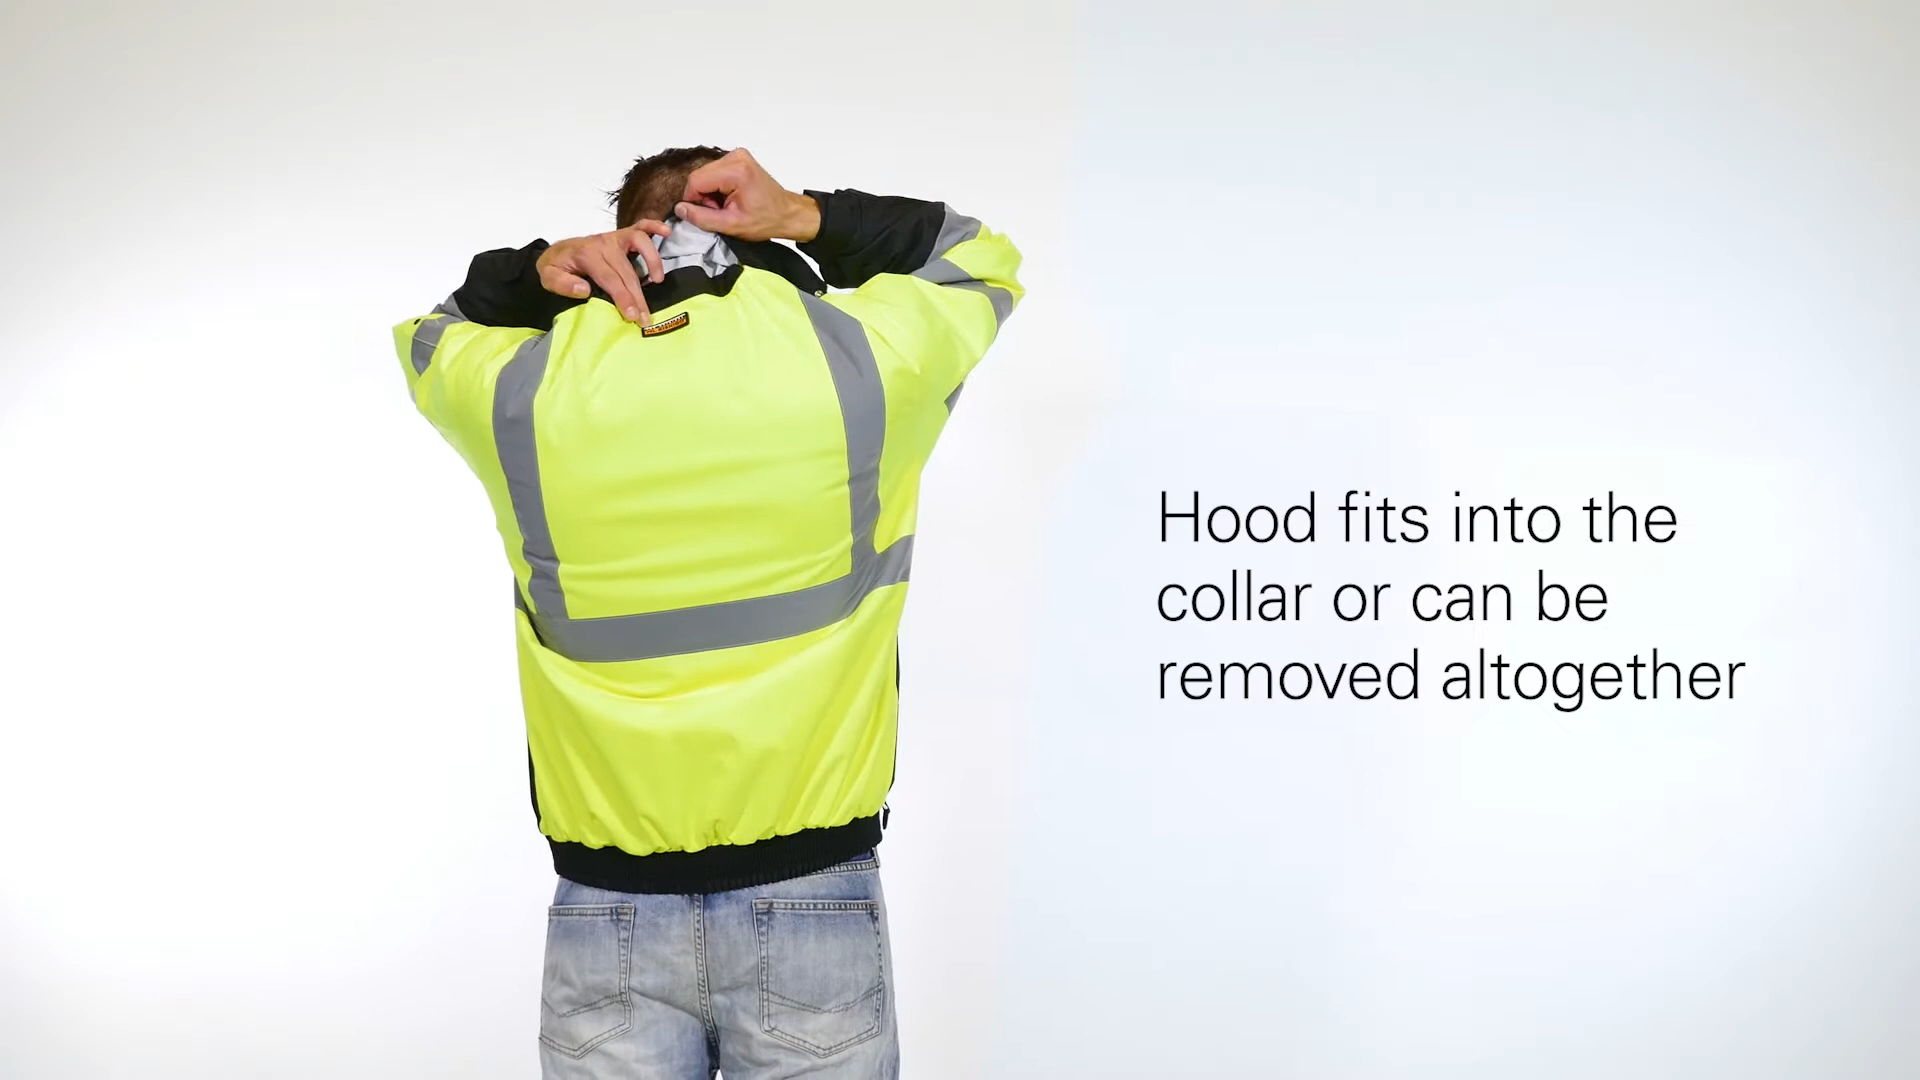 Hood fits into the
collar or can be
removed altogether